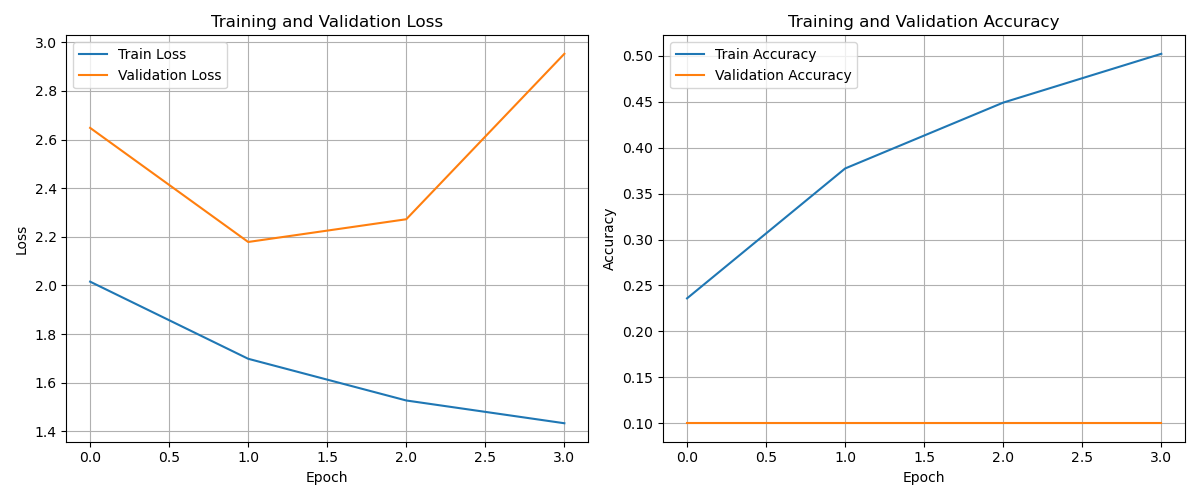 Training and Validation Loss
Train Loss
Validation Loss
3.0
2.8
2.6
2.4
2.2
2.0
1.8
1.6
1.4
Loss
0.0 0.5 1.0 1.5 2.0 2.5 3.0
Epoch
Training and Validation Accuracy
Train Accuracy
Validation Accuracy
0.50
0.45
0.40
0.35
0.30
0.25
0.20
0.15
0.10
Accuracy
0.0 0.5 1.0 1.5 2.0 2.5 3.0
Epoch